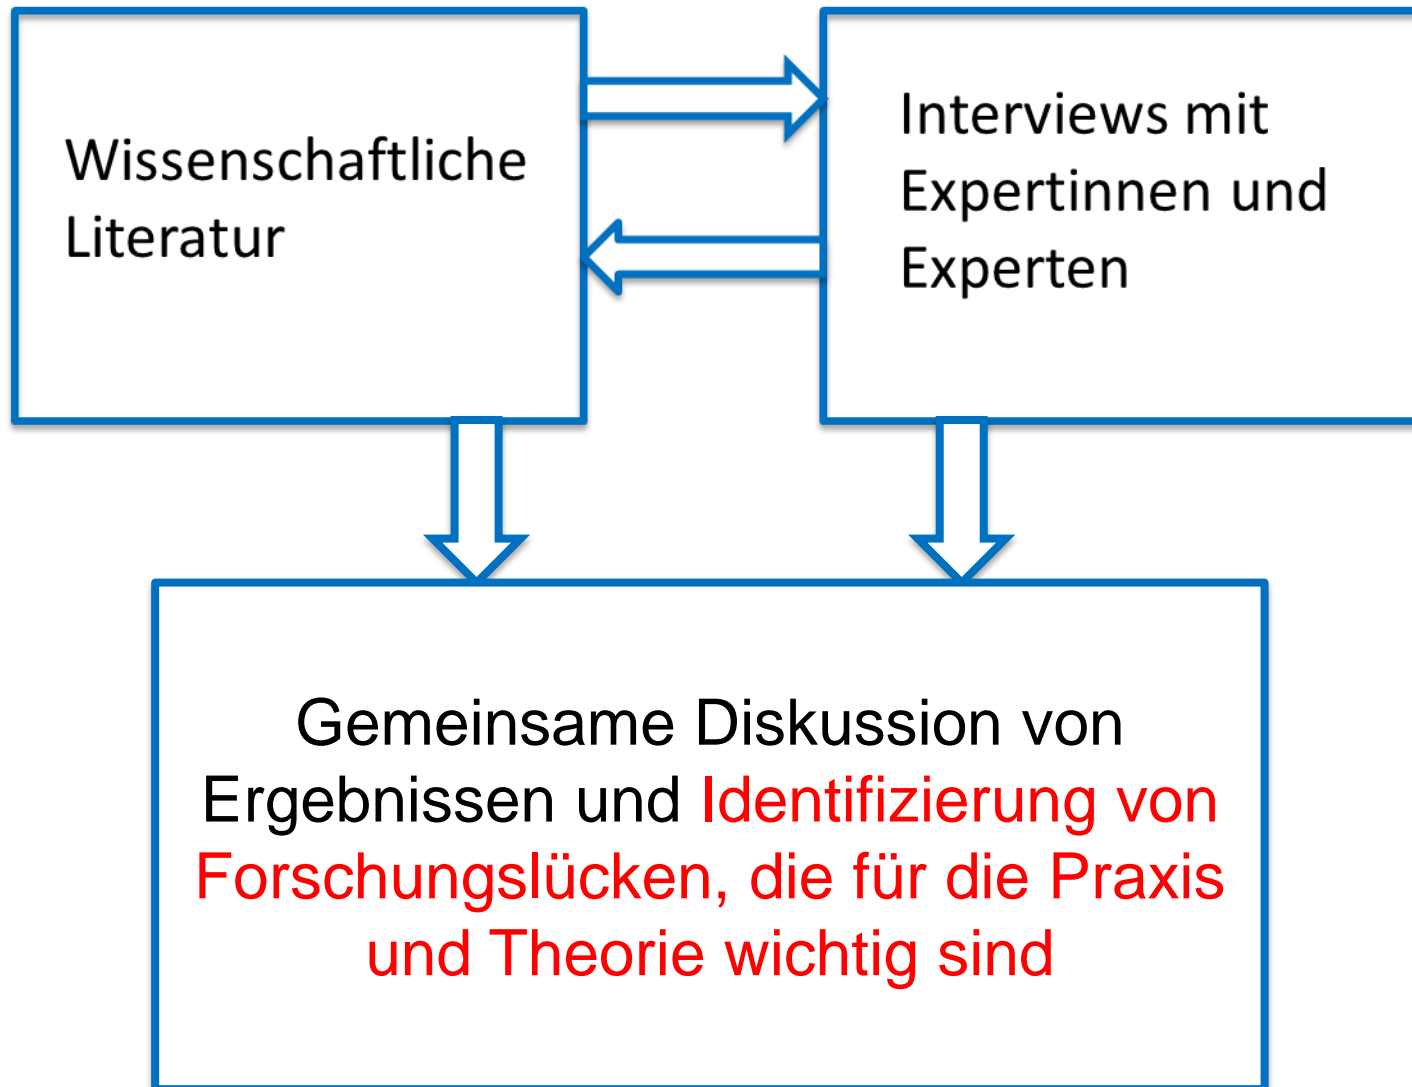 Wissenschaftliche
Literatur
Interviews mit
Expertinnen und
Experten
Gemeinsame Diskussion von
Ergebnissen und Identifizierung von
Forschungslücken, die für die Praxis
und Theorie wichtig sind